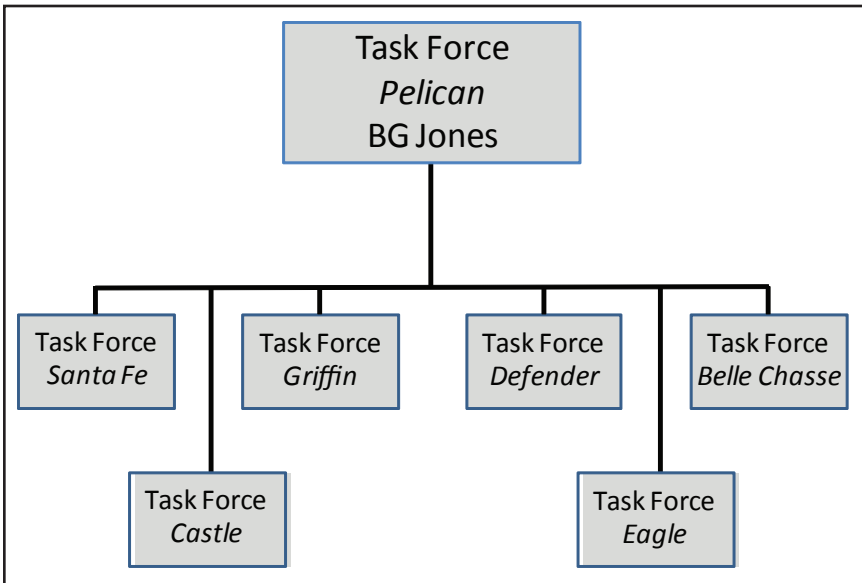 Task Force
Pelican
BG Jones
Task Force
Santa Fe
Task Force
Griffin
Task Force
Defender
Task Force
Belle Chasse
Task Force
Castle
Task Force
Eagle